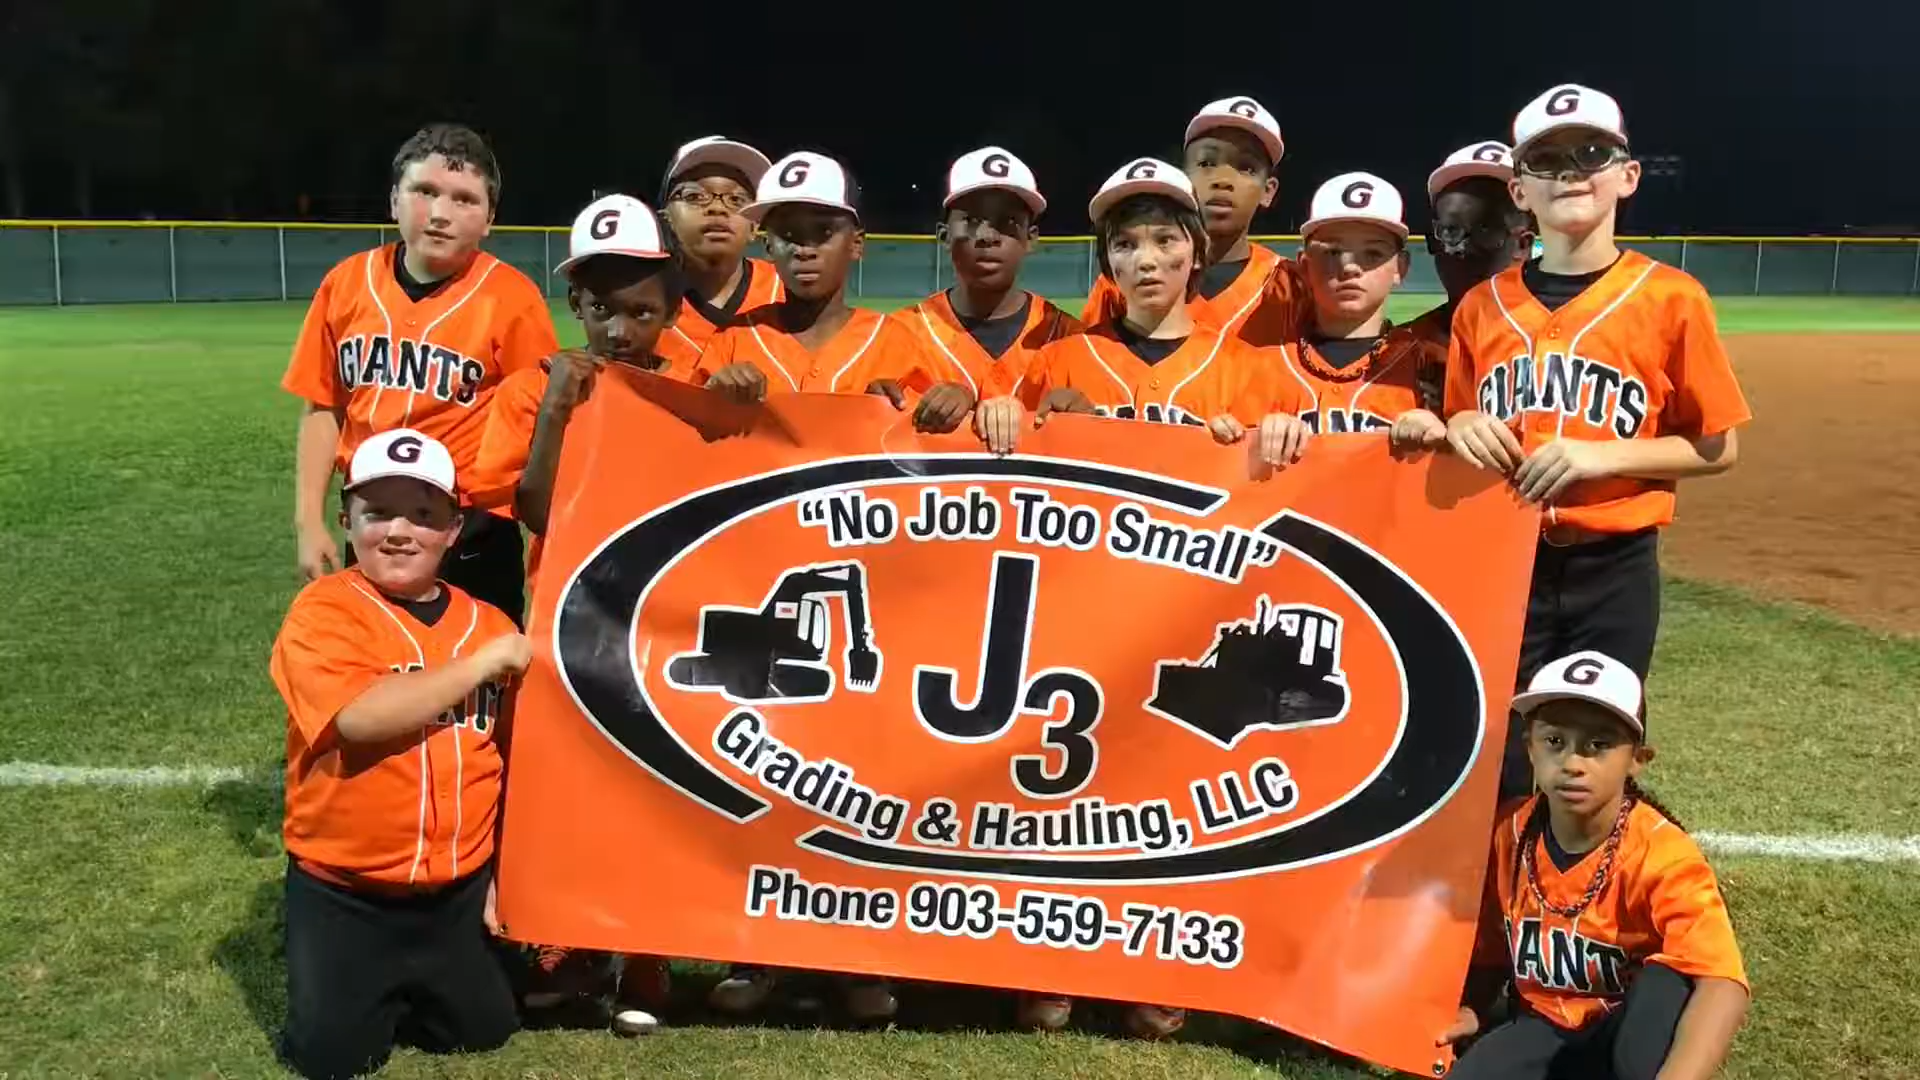 G
G
G
G
G
G
G
G
G
GIANTS
GIANTS
G
"No Job Too Small"
J3
Grading & Hauling, LLC
Phone 903-559-7133
G